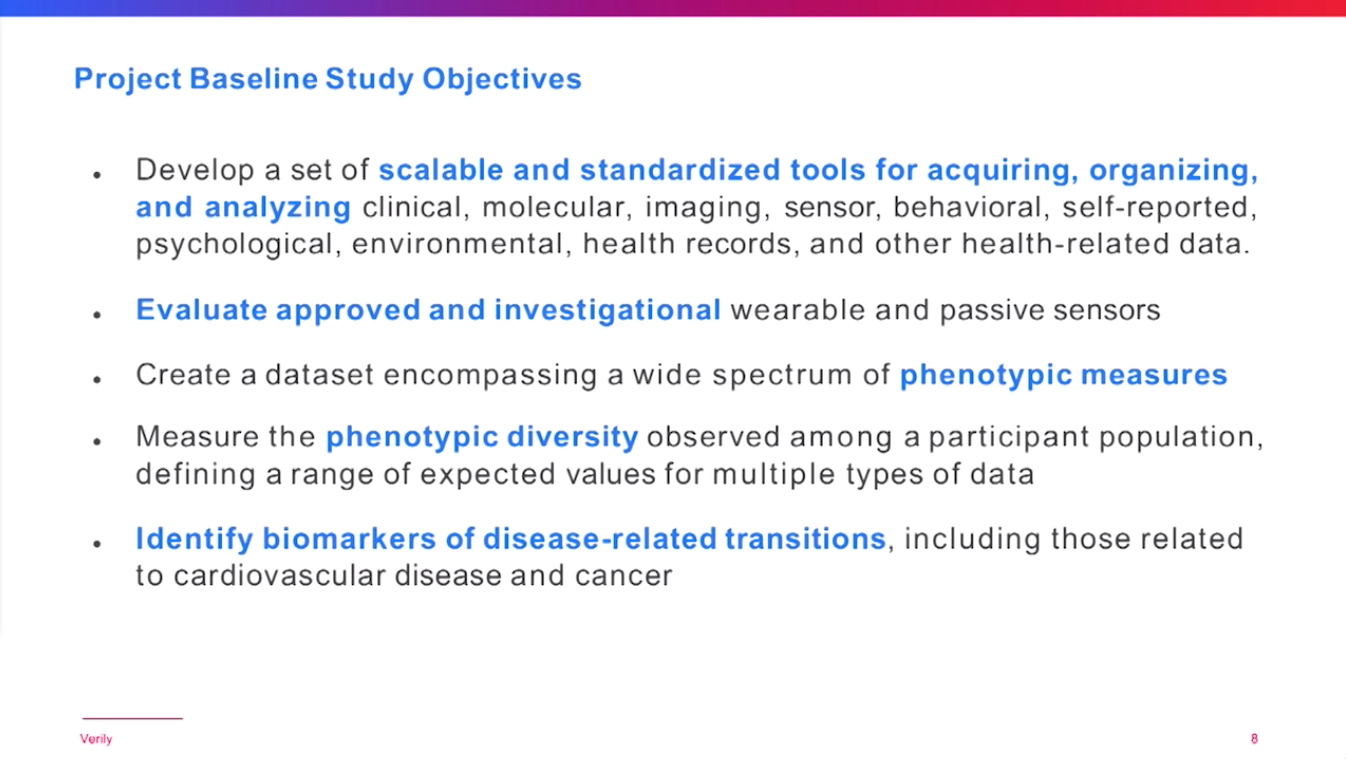 Project Baseline Study Objectives
• Develop a set of scalable and standardized tools for acquiring, organizing,
and analyzing clinical, molecular, imaging, sensor, behavioral, self-reported,
psychological, environmental, health records, and other health-related data.
• Evaluate approved and investigational wearable and passive sensors
• Create a dataset encompassing a wide spectrum of phenotypic measures
• Measure the phenotypic diversity observed among a participant population,
defining a range of expected values for multiple types of data
• Identify biomarkers of disease-related transitions, including those related
to cardiovascular disease and cancer
Verily
8